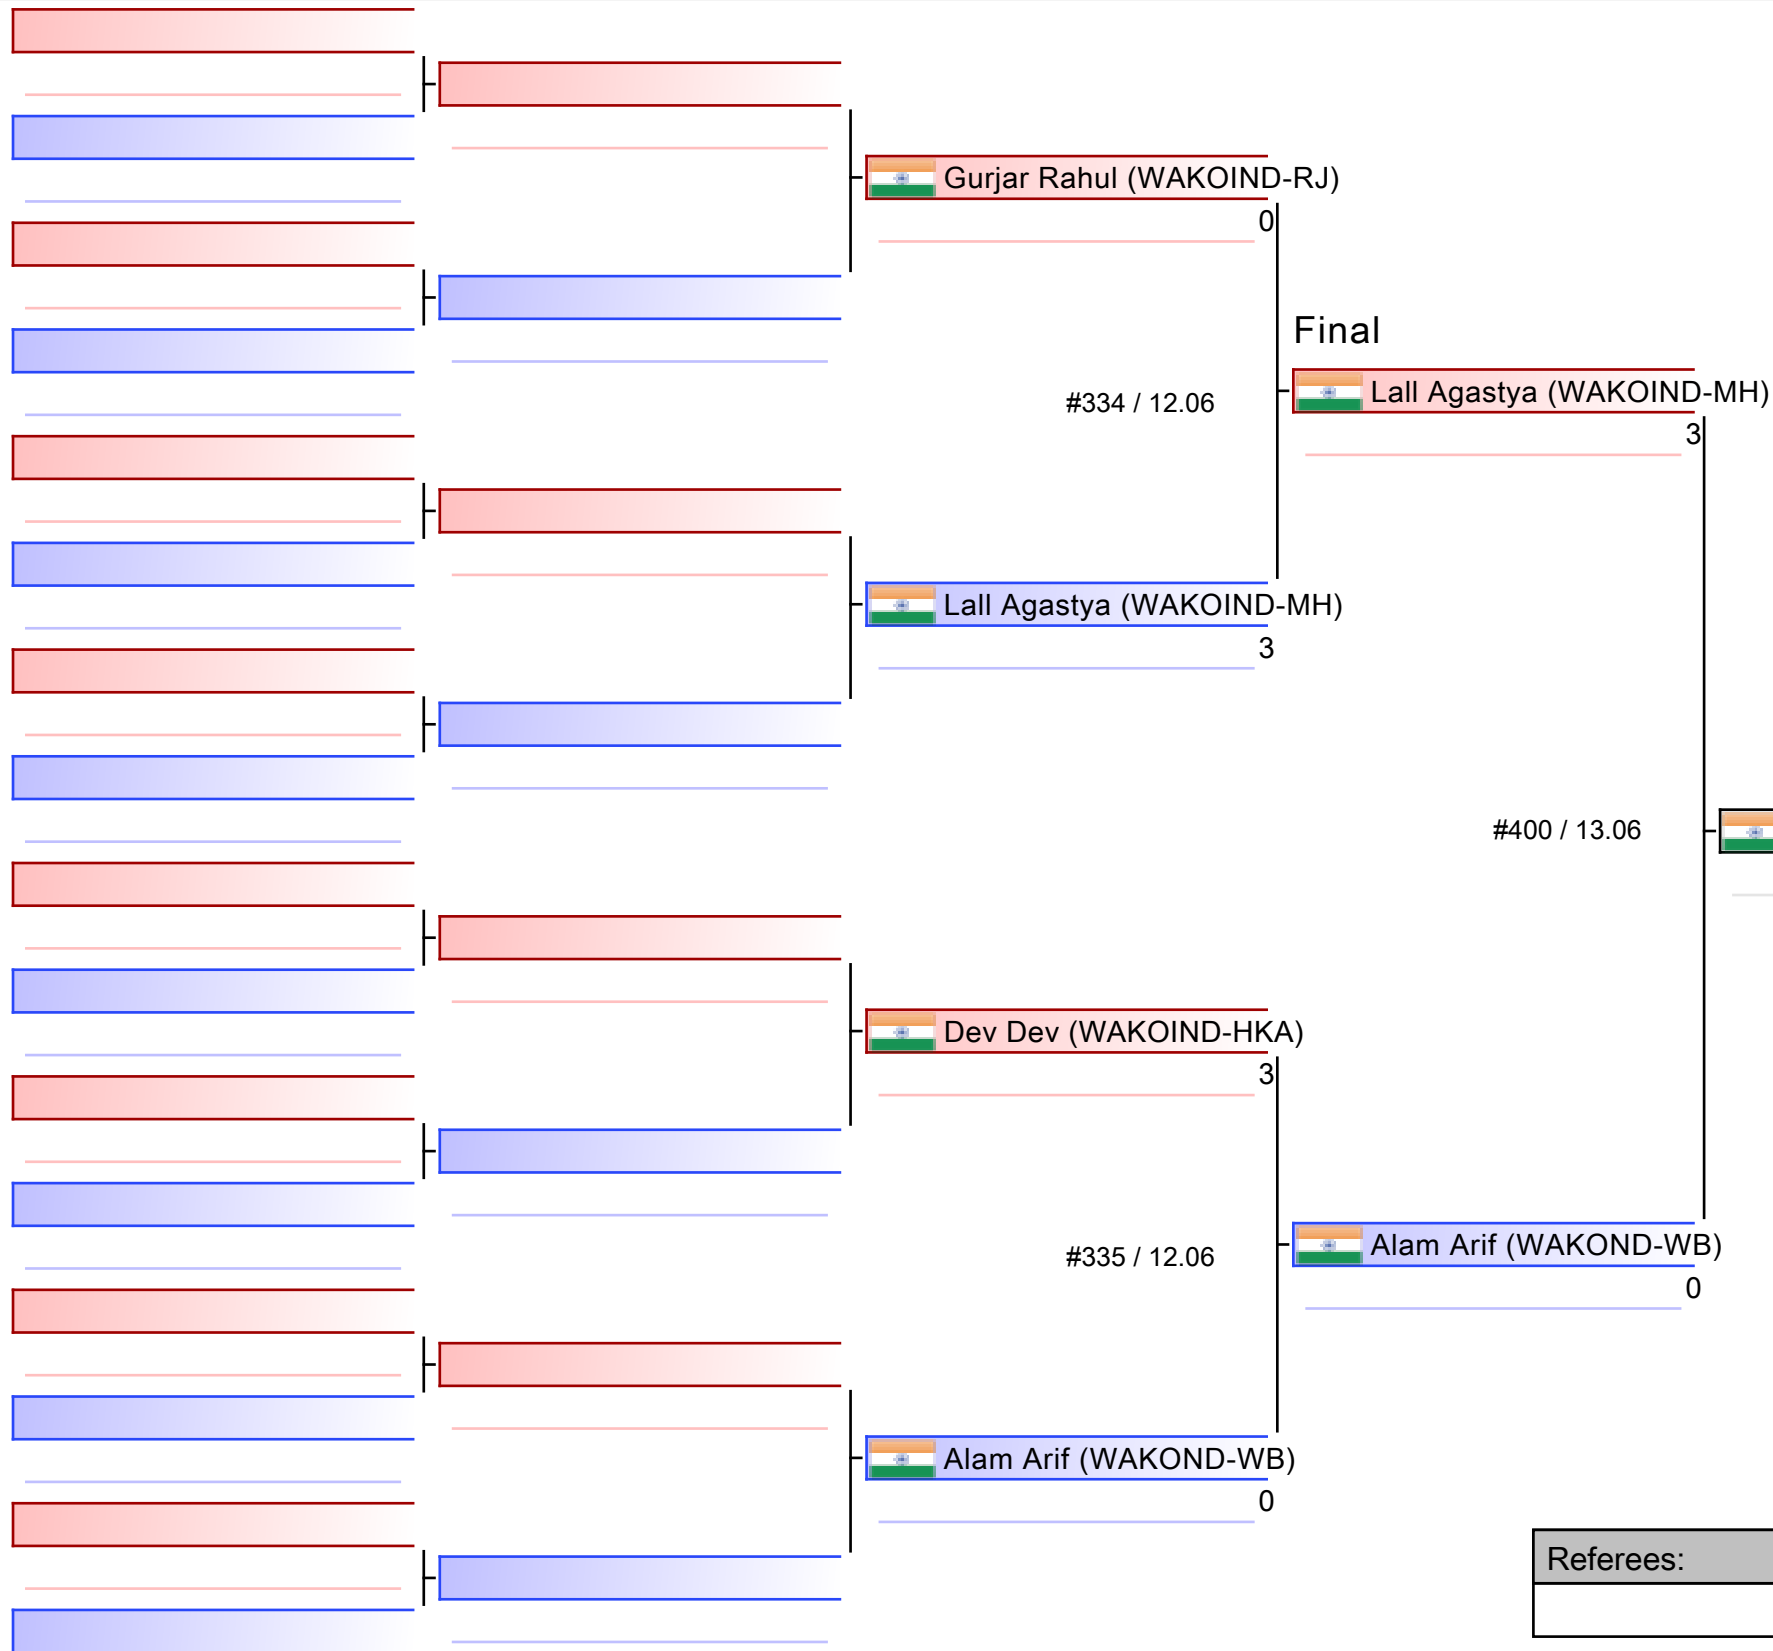 Gurjar Rahul (WAKOIND-RJ)
0
Final
#334 / 12.06
Lall Agastya (WAKOIND-MH)
3
Lall Agastya (WAKOIND-MH)
3
#400 / 13.06
Dev Dev (WAKOIND-HKA)
3
#335 / 12.06
Alam Arif (WAKOND-WB)
0
Alam Arif (WAKOND-WB)
0
Referees: